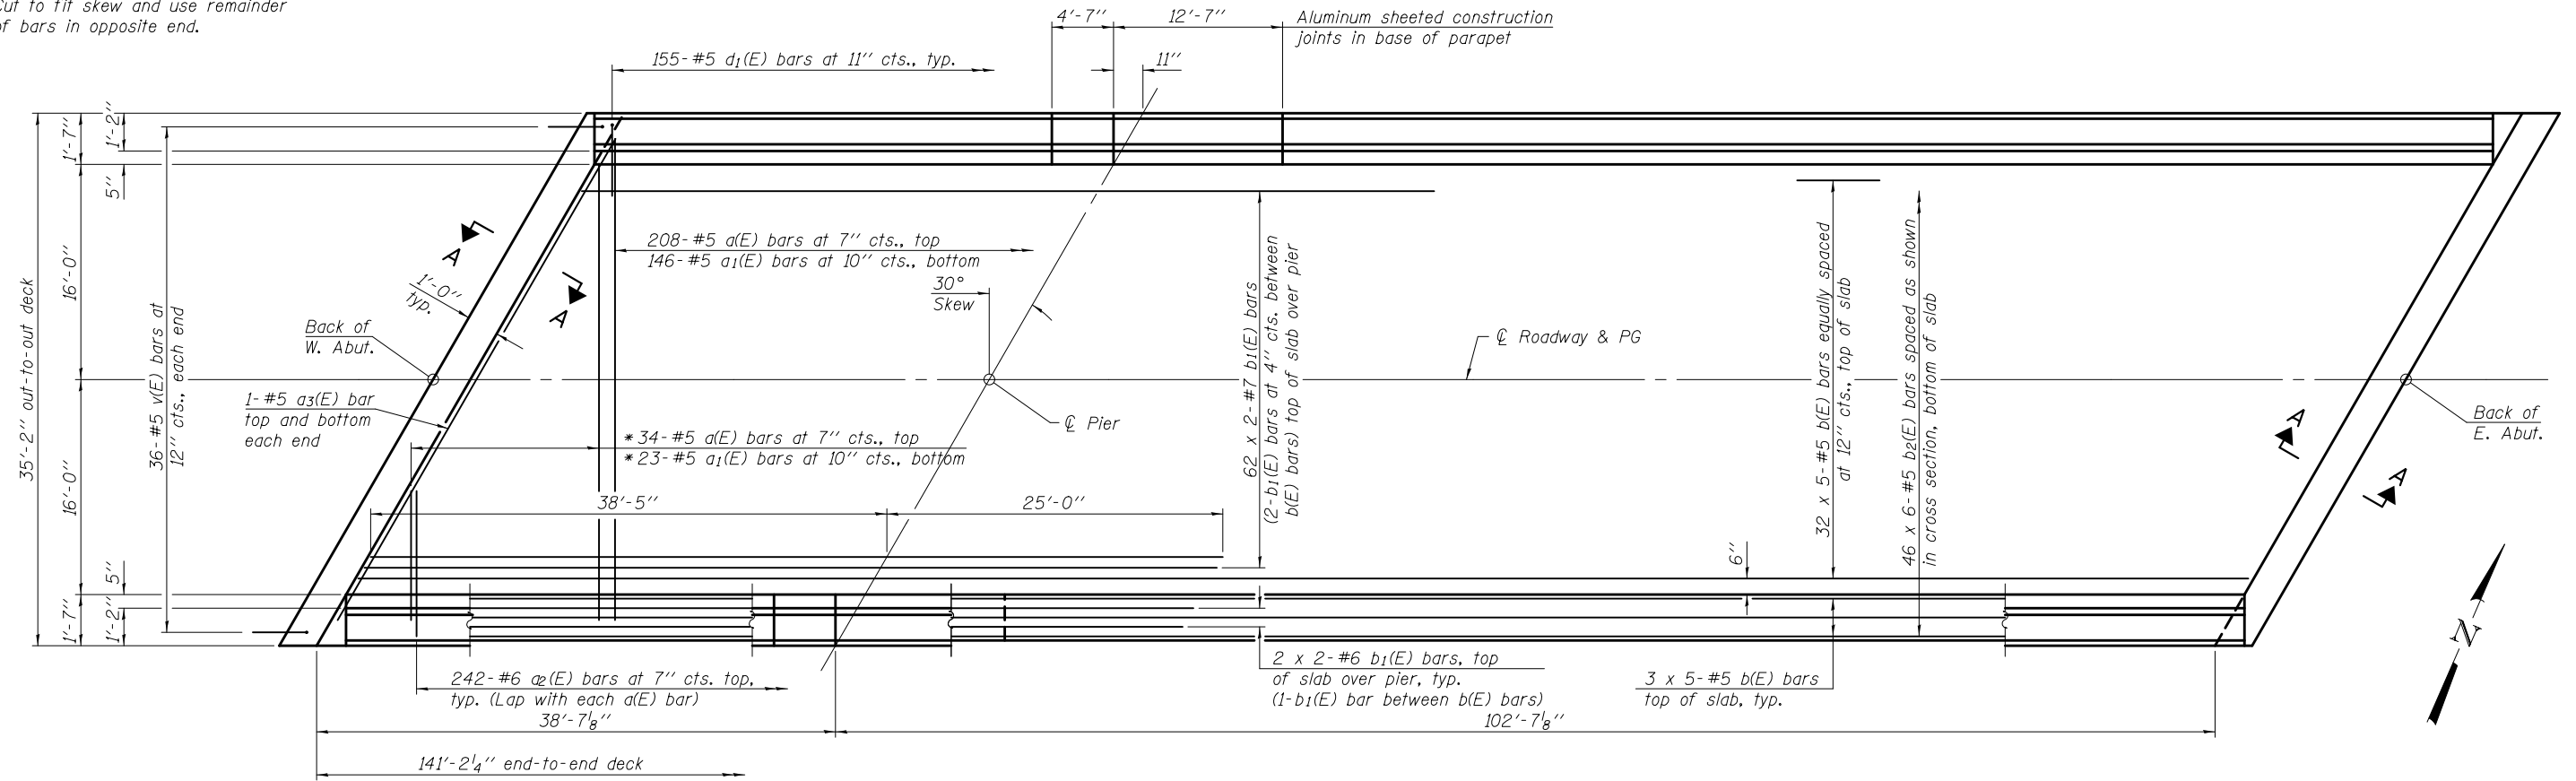 Cut to fit skew and use remainder
of bars in opposite end.
4'-7"
12'-7"
Aluminum sheeted construction
joints in base of parapet
155-#5 d1(E) bars at 11" cts., typ.
11"
1'-7"
1'-2"
5"
16'-0"
35'-2" out-to-out deck
16'-0"
36-#5 v(E) bars at
12" cts., each end
5"
1'-7"
1'-2"
A
A
1'-0"
typ.
208-#5 a(E) bars at 7" cts., top
146-#5 a1(E) bars at 10" cts., bottom
30°
Skew
Back of
W. Abut.
1-#5 a3(E) bar
top and bottom
each end
℄ Roadway & PG
℄ Pier
*34-#5 a(E) bars at 7" cts., top
*23-#5 a1(E) bars at 10" cts., bottom
38'-5"
25'-0"
62 x 2-#7 b1(E) bars
(2-b1(E) bars at 4" cts. between
b(E) bars) top of slab over pier
32 x 5-#5 b(E) bars equally spaced
at 12" cts., top of slab
46 x 6-#5 b2(E) bars spaced as shown
in cross section, bottom of slab
6"
A
A
Back of
E. Abut.
242-#6 a2(E) bars at 7" cts. top,
typ. (Lap with each a(E) bar)
2 x 2-#6 b1(E) bars, top
of slab over pier, typ.
(1-b1(E) bar between b(E) bars)
3 x 5-#5 b(E) bars
top of slab, typ.
38'-7 1/8"
102'-7 1/8"
141'-2 1/4" end-to-end deck
N